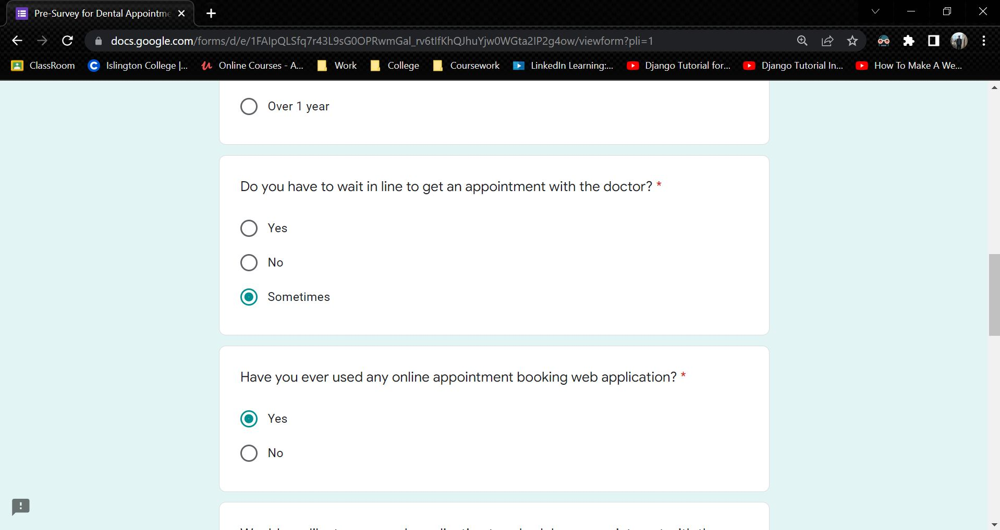 Pre-Survey for Dental Appointme
docs.google.com/forms/d/e/1FAIpQLSfq7r43L9sG0OPRwmGal_rv6tIfKhQJhuYjw0WGta2IP2g4ow/viewform?pli=1
ClassRoom Islington College |... Online Courses - A... Work College Coursework LinkedIn Learning:... Django Tutorial for... Django Tutorial In... How To Make A We...
Over 1 year
Do you have to wait in line to get an appointment with the doctor? *
Yes
No
Sometimes
Have you ever used any online appointment booking web application? *
Yes
No